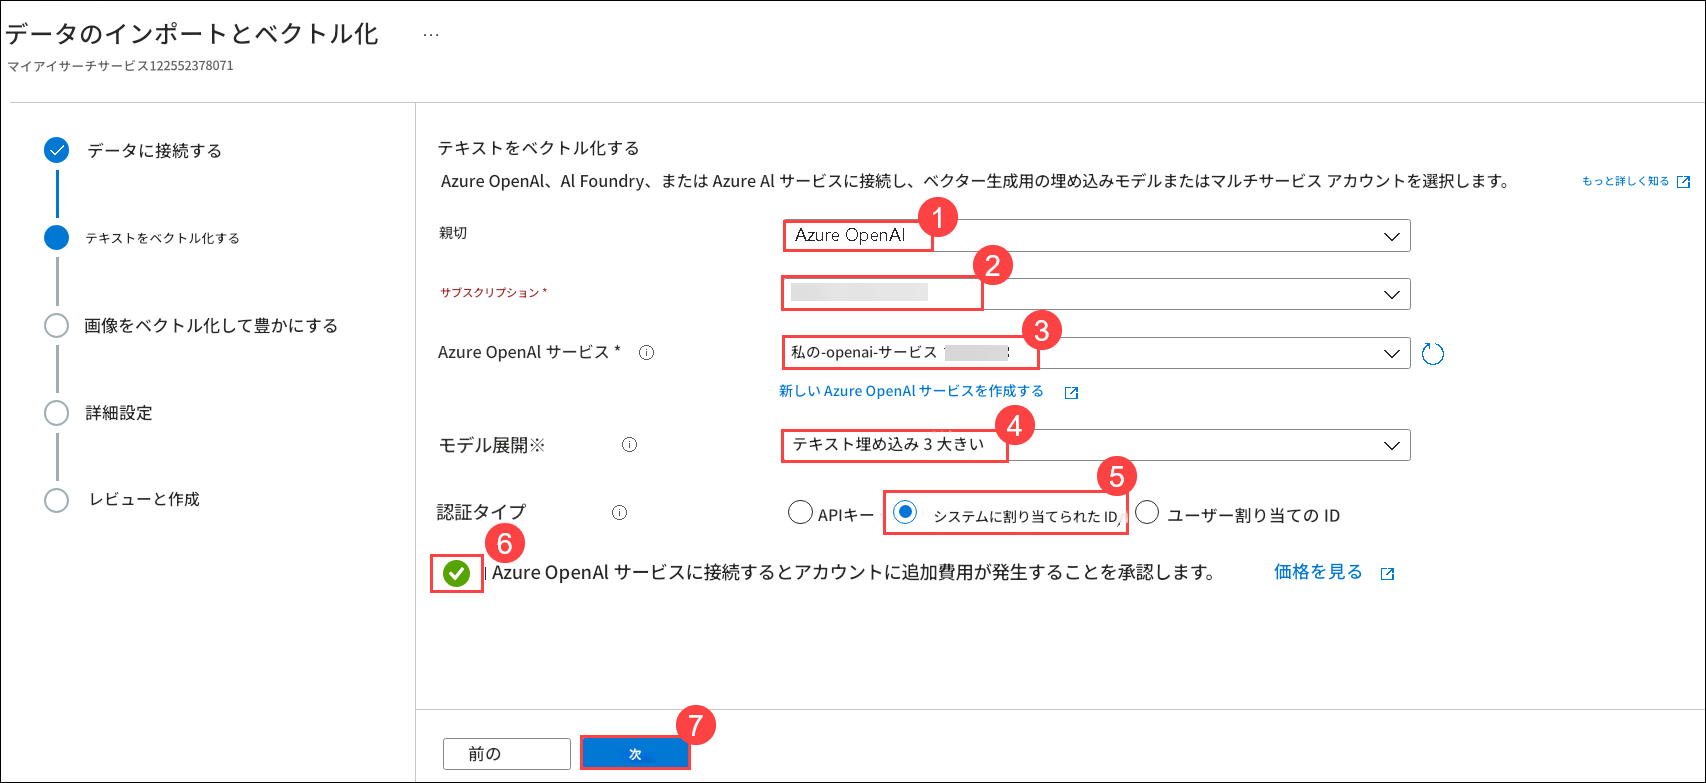 データのインポートとベクトル化 ...
マイアイサーチサービス122552378071
データに接続する
テキストをベクトル化する
画像をベクトル化して豊かにする
詳細設定
レビューと作成
テキストをベクトル化する
Azure OpenAl、Al Foundry、または Azure Al サービスに接続し、ベクター生成用の埋め込みモデルまたはマルチサービス アカウントを選択します。 もっと詳しく知る
親切 Azure OpenAI 1
サブスクリプション * 2
Azure OpenAl サービス * 私の-openai-サービス 3
新しい Azure OpenAl サービスを作成する
モデル展開※ テキスト埋め込み 3 大きい 4
認証タイプ APIキー システムに割り当てられた ID 5 ユーザー割り当ての ID
6
Azure OpenAl サービスに接続するとアカウントに追加費用が発生することを承認します。 価格を見る
前の 次 7